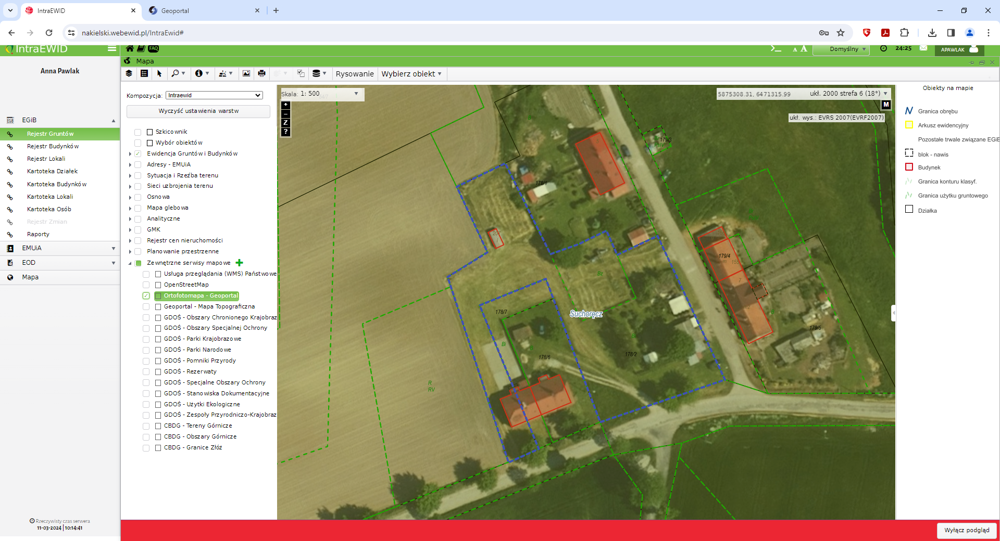 IntraEWID
Geoportal
nakielski.webewid.pl/IntraEwid#
IntraEWID
FAQ
A A
Domyślny
24:25
APAWLAK
Anna Pawlak
Mapa
Rysowanie
Wybierz obiekt
EGiB
Rejestr Gruntów
Rejestr Budynków
Rejestr Lokali
Kartoteka Działek
Kartoteka Budynków
Kartoteka Lokali
Kartoteka Osób
Rejestr Zmian
Raporty
EMUiA
EOD
Mapa
Rzeczywisty czas serwera
11-03-2024 | 10:14:41
Kompozycja:
Intraewid
Wyczyść ustawienia warstw
Szkicownik
Wybór obiektów
Ewidencja Gruntów i Budynków
Adresy - EMUiA
Sytuacja i Rzeźba terenu
Sieci uzbrojenia terenu
Osnowa
Mapa glebowa
Analityczne
GMK
Rejestr cen nieruchomości
Planowanie przestrzenne
Zewnętrzne serwisy mapowe
Usługa przeglądania (WMS) Państwowe
OpenStreetMap
Ortofotomapa - Geoportal
Geoportal - Mapa Topograficzna
GDOŚ - Obszary Chronionego Krajobraz
GDOŚ - Obszary Specjalnej Ochrony
GDOŚ - Parki Krajobrazowe
GDOŚ - Parki Narodowe
GDOŚ - Pomniki Przyrody
GDOŚ - Rezerwaty
GDOŚ - Specjalne Obszary Ochrony
GDOŚ - Stanowiska Dokumentacyjne
GDOŚ - Użytki Ekologiczne
GDOŚ - Zespoły Przyrodniczo-Krajobraz
CBDG - Tereny Górnicze
CBDG - Obszary Górnicze
CBDG - Granice Złóż
Skala: 1: 500
+
–
Z
?
5875308.31, 6471315.99
ukł. 2000 strefa 6 (18°)
M
ukł. wys.: EVRS 2007(EVRF2007)
179/3
178/1
179/4
7
Bz
178/7
Suchoręcz
179/5
Bi
178/6
178/2
R
RV
Obiekty na mapie
Granica obrębu
Arkusz ewidencyjny
Pozostałe trwale związane EGiB
blok - nawis
Budynek
Granica konturu klasyf.
Granica użytku gruntowego
Działka
Wyłącz podgląd